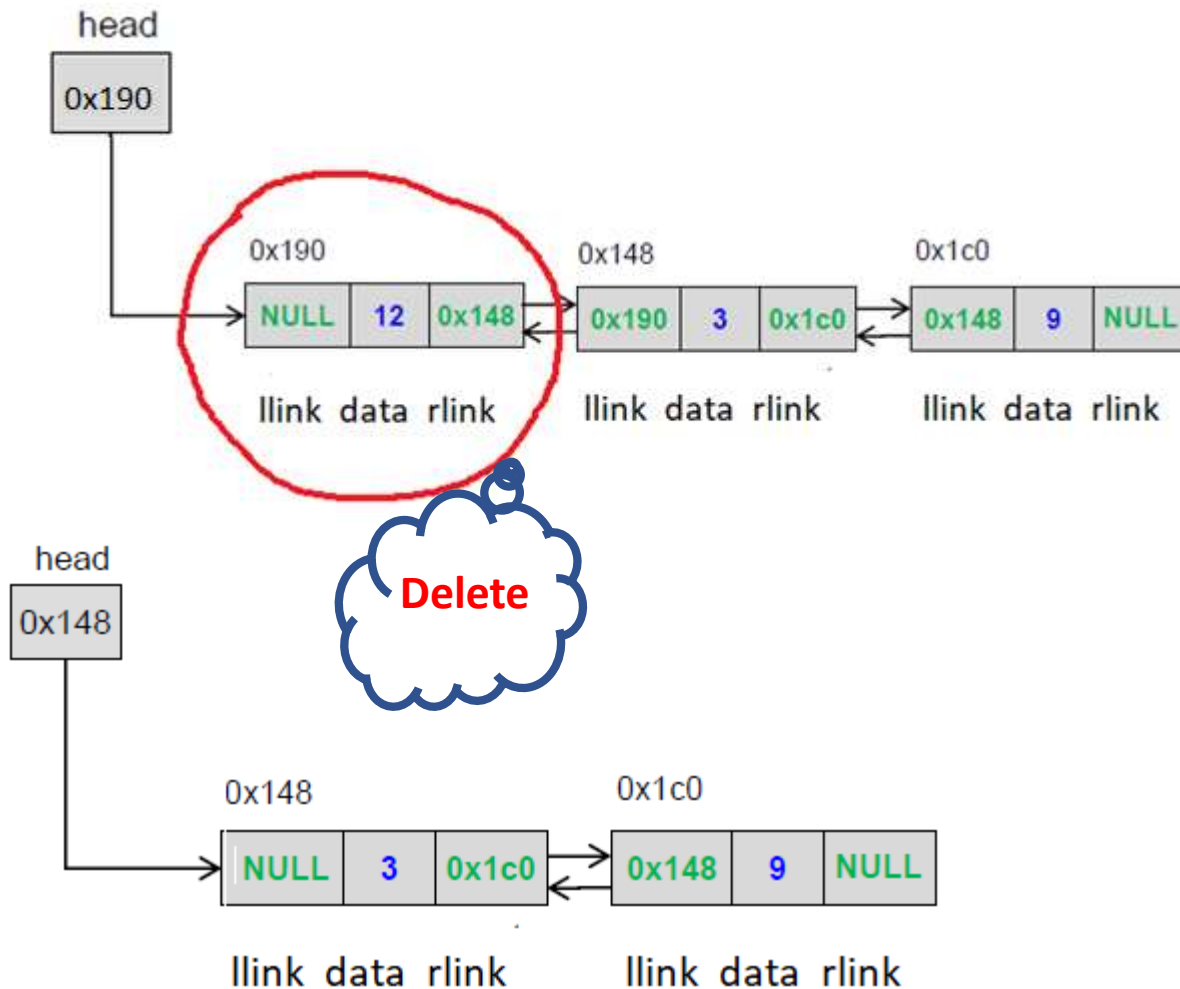 head
0x190
0x190 0x148 0x1c0
NULL 12 0x148 0x190 3 0x1c0 0x148 9 NULL
llink data rlink llink data rlink llink data rlink
Delete
head
0x148
0x148 0x1c0
NULL 3 0x1c0 0x148 9 NULL
llink data rlink llink data rlink